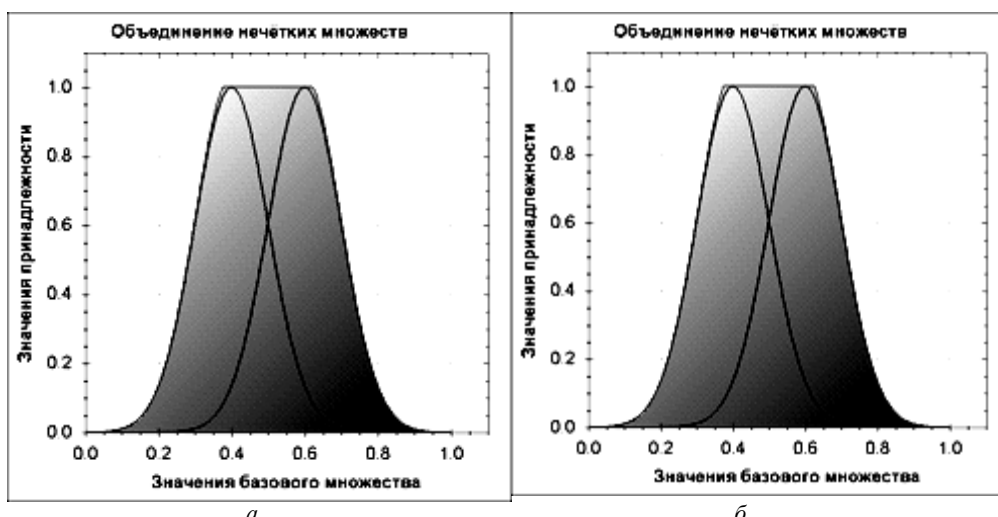 Объединение нечётких множеств
Значения принадлежности
1.0
0.8
0.6
0.4
0.2
0.0
0.0 0.2 0.4 0.6 0.8 1.0
Значения базового множества
а
Объединение нечётких множеств
Значения принадлежности
1.0
0.8
0.6
0.4
0.2
0.0
0.0 0.2 0.4 0.6 0.8 1.0
Значения базового множества
б